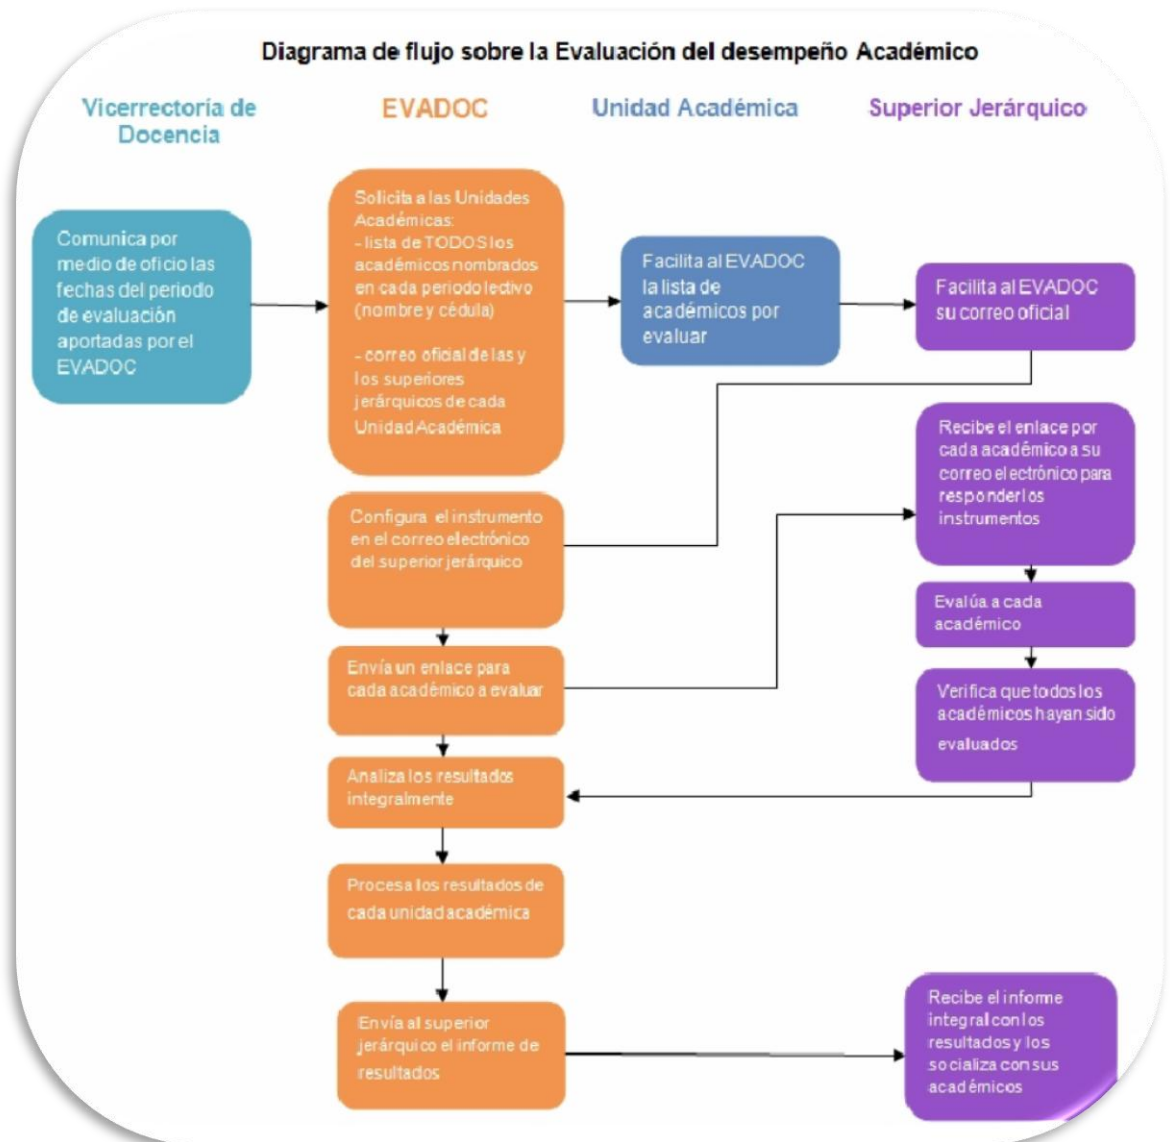 Diagrama de flujo sobre la Evaluación del desempeño Académico
Vicerrectoría de
Docencia
EVADOC
Unidad Académica
Superior Jerárquico
Comunica por
medio de oficio las
fechas del periodo
de evaluación
aportadas por el
EVADOC
Solicita a las Unidades
Académicas:
- lista de TODOS los
académicos nombrados
en cada periodo lectivo
(nombre y cédula)
- correo oficial de las y
los superiores
jerárquicos de cada
Unidad Académica
Facilita al EVADOC
la lista de
académicos por
evaluar
Facilita al EVADOC
su correo oficial
Configura el instrumento
en el correo electrónico
del superior jerárquico
Envía un enlace para
cada académico a evaluar
Recibe el enlace por
cada académico a su
correo electrónico para
responder los
instrumentos
Evalúa a cada
académico
Verifica que todos los
académicos hayan sido
evaluados
Analiza los resultados
integralmente
Procesa los resultados de
cada unidad académica
Envía al superior
jerárquico el informe de
resultados
Recibe el informe
integral con los
resultados y los
socializa con sus
académicos